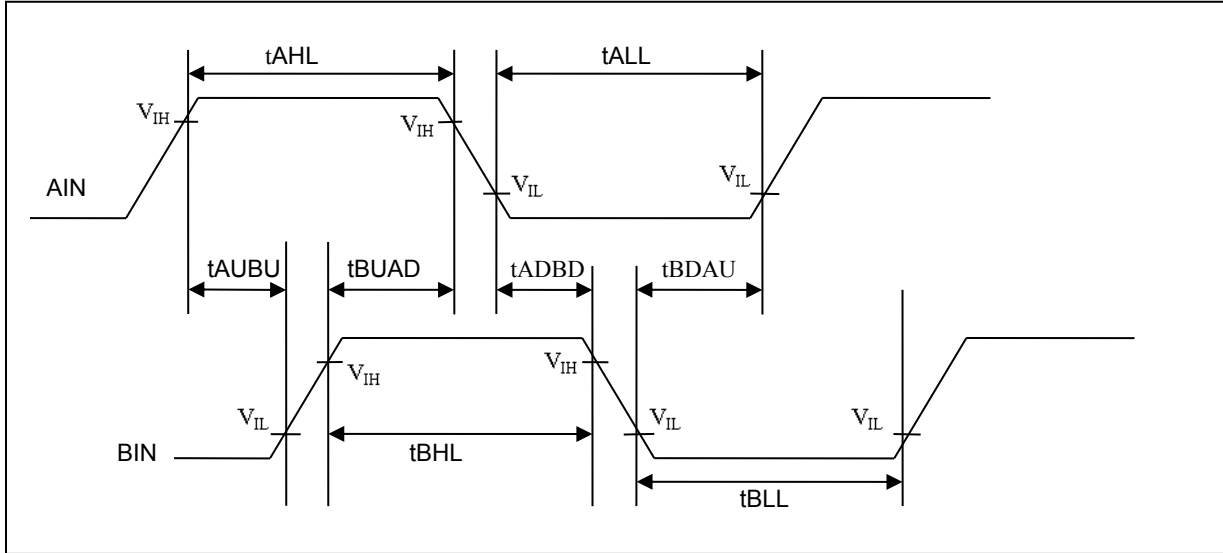 tAHL
tALL
VIH
VIH
AIN
VIL
VIL
tAUBU
tBUAD
tADBD
tBDAU
VIH
VIH
VIL
VIL
VIL
BIN
tBHL
tBLL